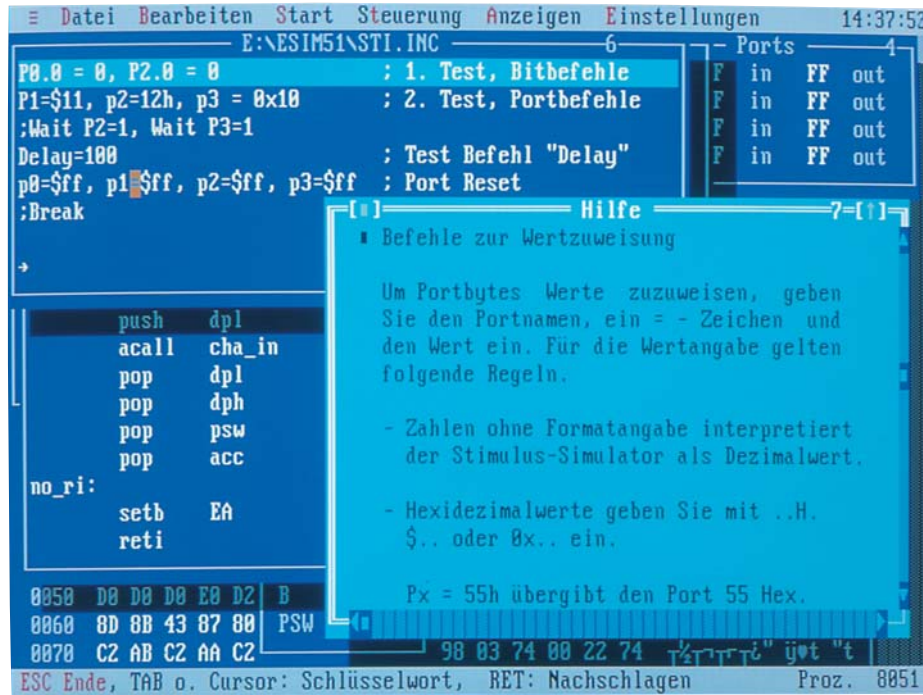 ≡ Datei Bearbeiten Start Steuerung Anzeigen Einstellungen 14:37:53
E:\ESIM51\STI.INC 6
P0.0 = 0, P2.0 = 0 ; 1. Test, Bitbefehle
P1=$11, p2=12h, p3 = 0x10 ; 2. Test, Portbefehle
;Wait P2=1, Wait P3=1
Delay=100 ; Test Befehl "Delay"
p0=$ff, p1=$ff, p2=$ff, p3=$ff ; Port Reset
;Break
Ports 4
F in FF out
F in FF out
F in FF out
F in FF out
Hilfe 7=[↑]
Befehle zur Wertzuweisung
Um Portbytes Werte zuzuweisen, geben
Sie den Portnamen, ein = - Zeichen und
den Wert ein. Für die Wertangabe gelten
folgende Regeln.
- Zahlen ohne Formatangabe interpretiert
der Stimulus-Simulator als Dezimalwert.
- Hexidezimalwerte geben Sie mit ..H.
$.. oder 0x.. ein.
Px = 55h übergibt den Port 55 Hex.
push dpl
acall cha_in
pop dpl
pop dph
pop psw
pop acc
no_ri:
setb EA
reti
0050 D0 D0 D0 E0 D2 B
0060 8D 8B 43 87 80 PSW
0070 C2 AB C2 AA C2 98 03 74 00 22 74
ESC Ende, TAB o. Cursor: Schlüsselwort, RET: Nachschlagen Proz. 8051